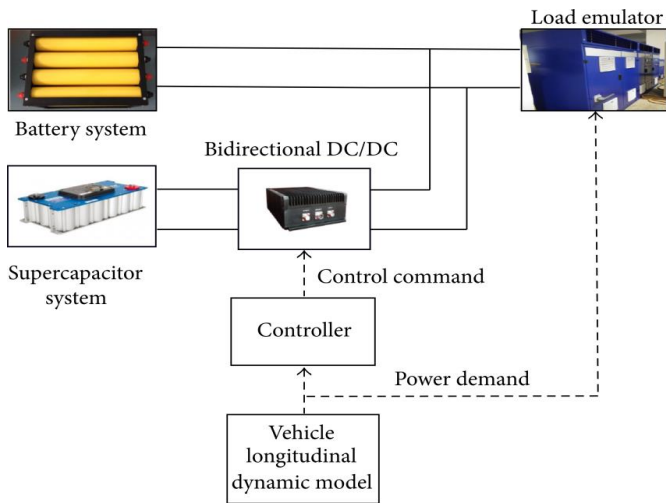 Load emulator
Battery system
Bidirectional DC/DC
Supercapacitor
system
Control command
Controller
Power demand
Vehicle
longitudinal
dynamic model